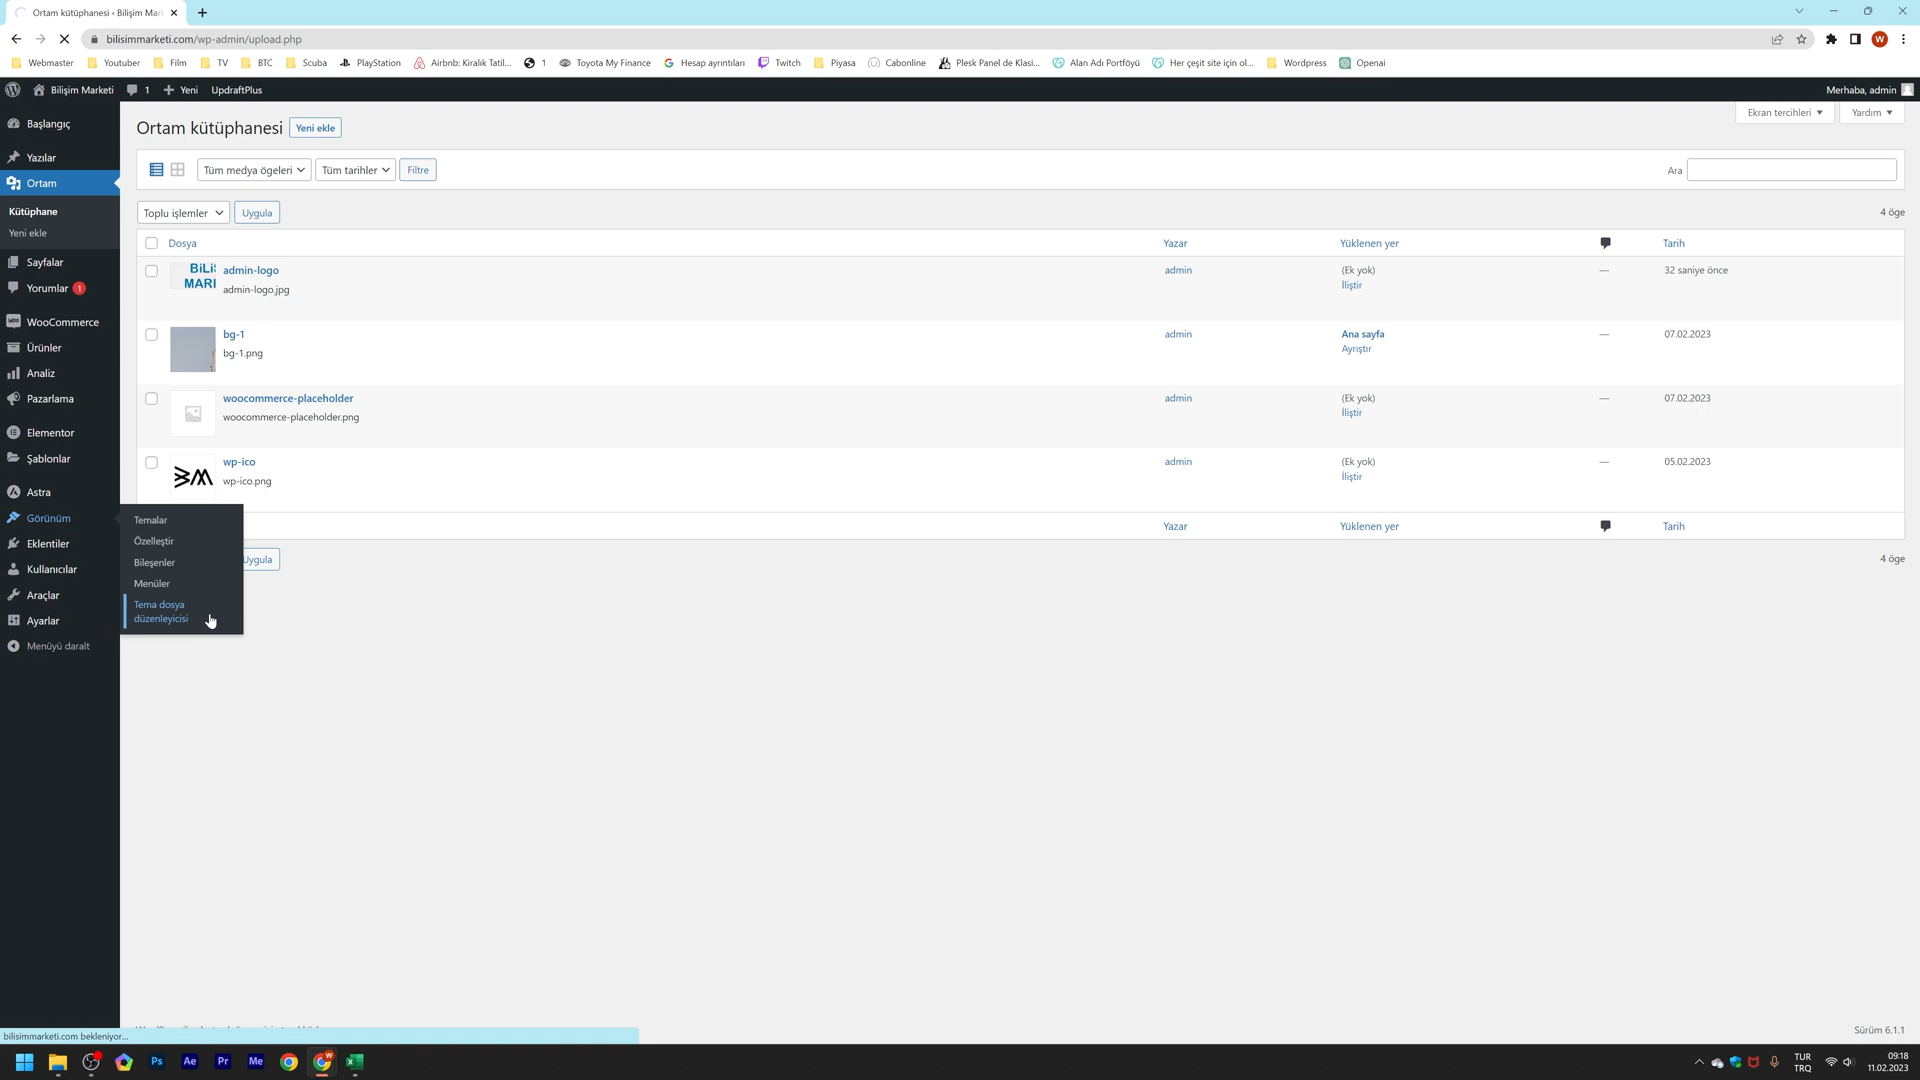 Ortam kütüphanesi ‹ Bilişim Mar
bilisimmarketi.com/wp-admin/upload.php
W
Webmaster
Youtuber
Film
TV
BTC
Scuba
PlayStation
Airbnb: Kiralık Tatil...
1
Toyota My Finance
Hesap ayrıntıları
Twitch
Piyasa
Cabonline
Plesk Panel de Klasi...
Alan Adı Portföyü
Her çeşit site için ol...
Wordpress
Openai
Bilişim Marketi
1
Yeni
UpdraftPlus
Merhaba, admin
Başlangıç
Yazılar
Ortam
Kütüphane
Yeni ekle
Sayfalar
Yorumlar 1
WooCommerce
Ürünler
Analiz
Pazarlama
Elementor
Şablonlar
Astra
Görünüm
Eklentiler
Kullanıcılar
Araçlar
Ayarlar
Menüyü daralt
Temalar
Özelleştir
Bileşenler
Menüler
Tema dosya
düzenleyicisi
Ortam kütüphanesi
Yeni ekle
Ekran tercihleri
Yardım
Tüm medya ögeleri
Tüm tarihler
Filtre
Ara
Toplu işlemler
Uygula
4 öge
Dosya
Yazar
Yüklenen yer
Tarih
BiLiŞ
MARI
admin-logo
admin-logo.jpg
admin
(Ek yok)
İliştir
—
32 saniye önce
bg-1
bg-1.png
admin
Ana sayfa
Ayrıştır
—
07.02.2023
woocommerce-placeholder
woocommerce-placeholder.png
admin
(Ek yok)
İliştir
—
07.02.2023
wp-ico
wp-ico.png
admin
(Ek yok)
İliştir
—
05.02.2023
Yazar
Yüklenen yer
Tarih
Uygula
4 öge
Sürüm 6.1.1
bilisimmarketi.com bekleniyor...
Ps
Ae
Pr
Me
W
TUR
TRQ
09:18
11.02.2023